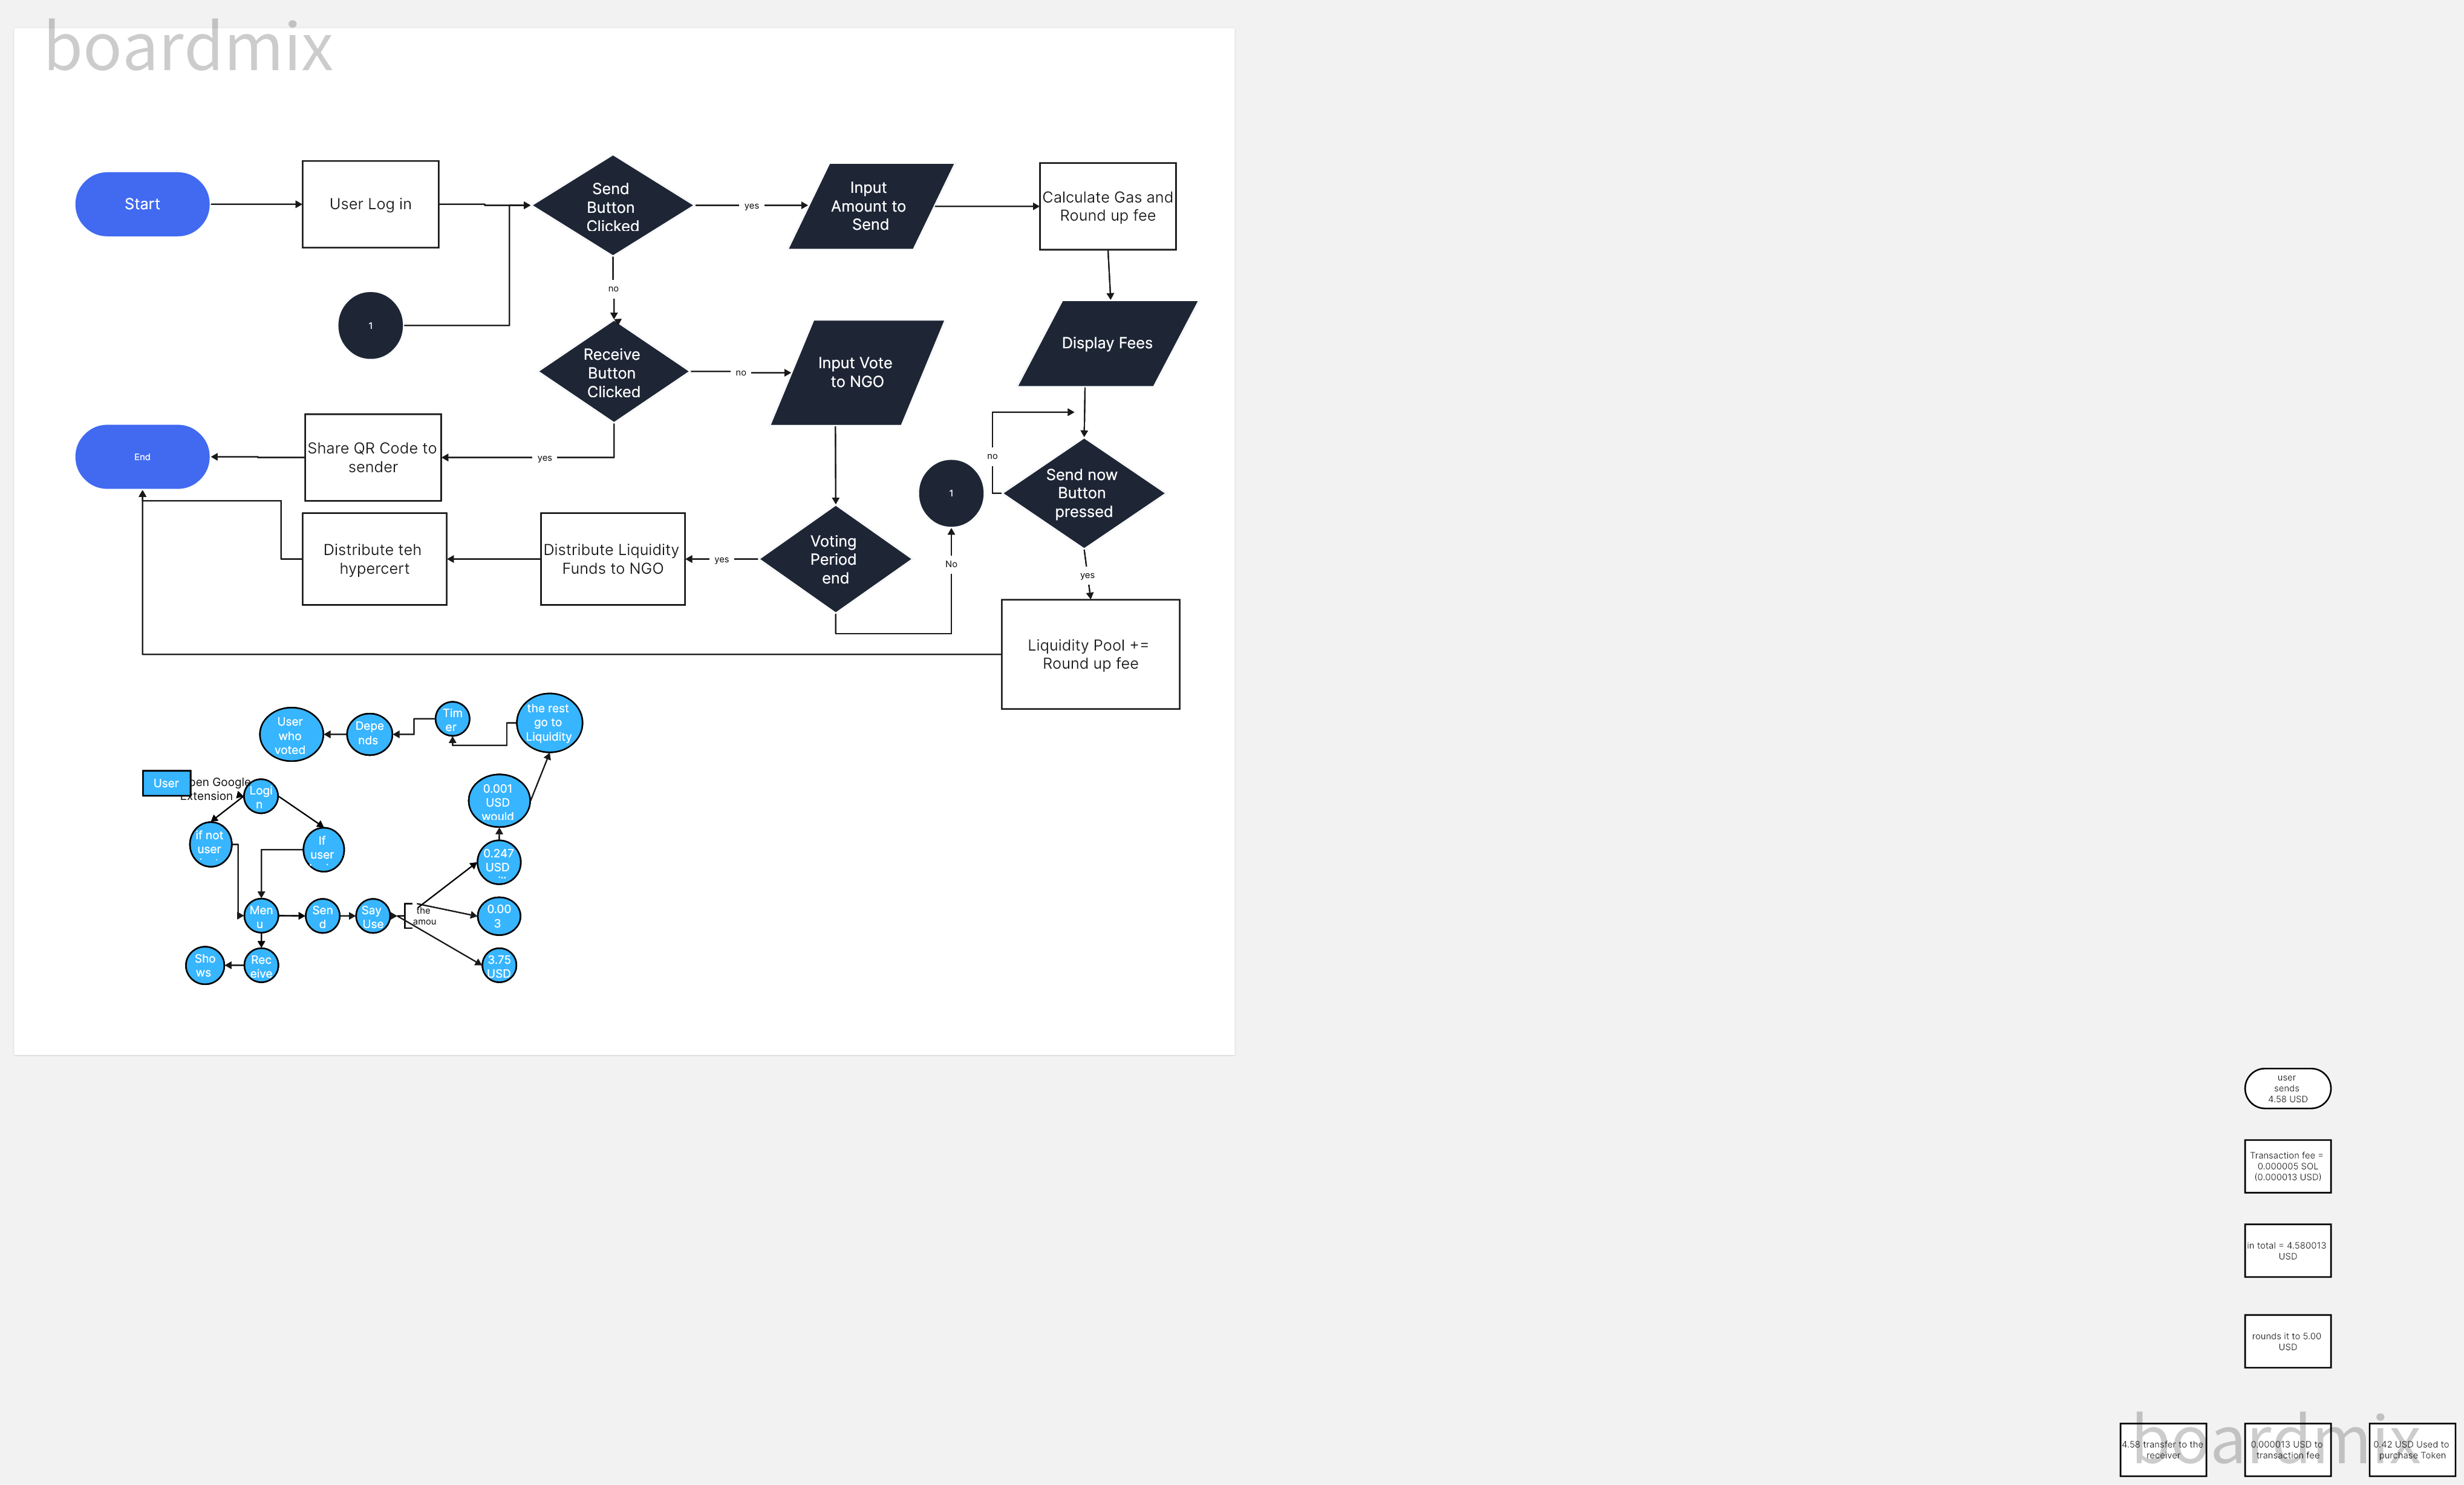 boardmix
Start
User Log in
Send
Button
Clicked
yes
Input
Amount to
Send
Calculate Gas and
Round up fee
no
1
Receive
Button
Clicked
no
Input Vote
to NGO
Display Fees
End
Share QR Code to
sender
yes
no
1
Send now
Button
pressed
Distribute teh
hypercert
Distribute Liquidity
Funds to NGO
yes
Voting
Period
end
No
yes
Liquidity Pool +=
Round up fee
User
who
voted
Depe
nds
Tim
er
the rest
go to
Liquidity
User
pen Google
Extension
Logi
n
0.001
USD
would
if not
user
If
user
0.247
USD
...
Men
u
Sen
d
Say
Use
the
amou
0.00
3
Sho
ws
Rec
eive
3.75
USD
user
sends
4.58 USD
Transaction fee =
0.000005 SOL
(0.000013 USD)
in total = 4.580013
USD
rounds it to 5.00
USD
boardmix
4.58 transfer to the
receiver
0.000013 USD to
transaction fee
0.42 USD Used to
purchase Token